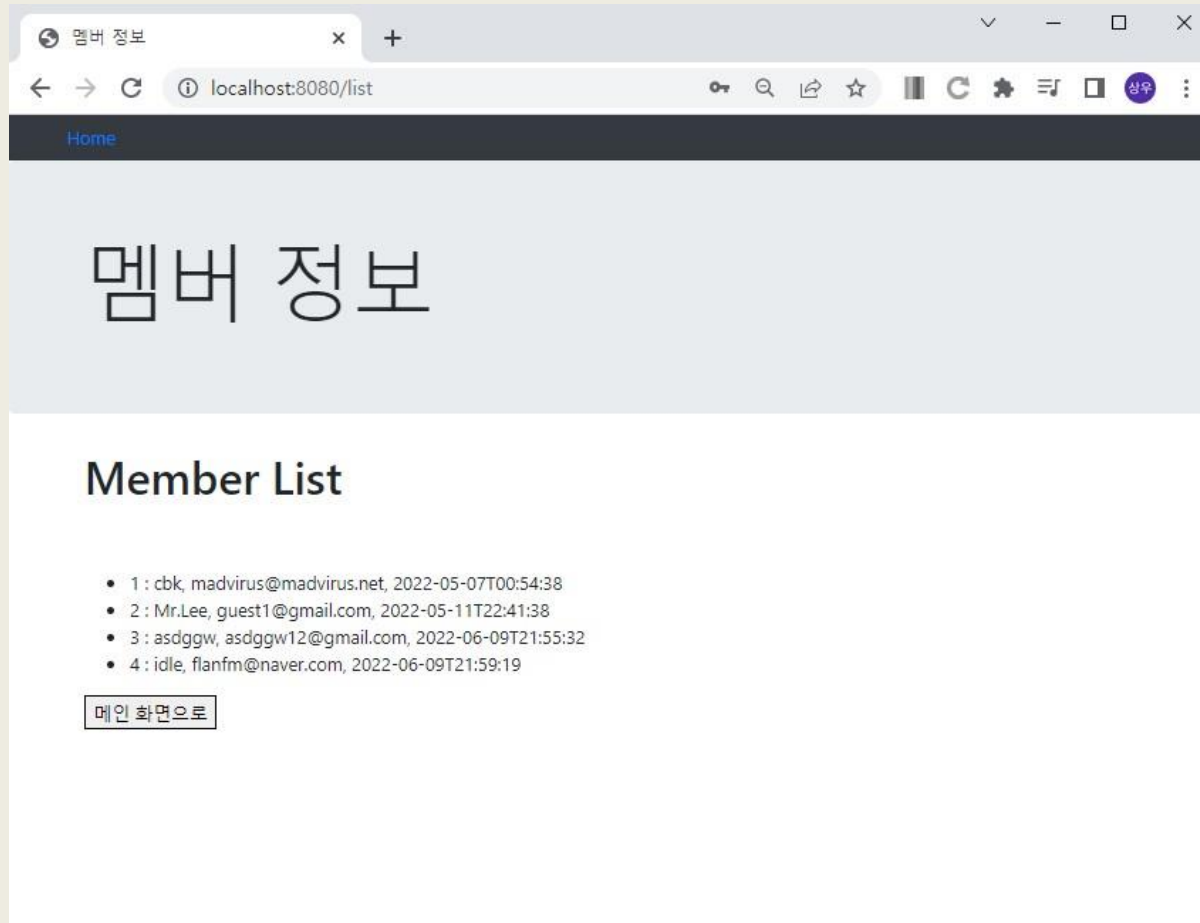 멤버 정보
localhost:8080/list
상우
Home
멤버 정보
Member List
• 1 : cbk, madvirus@madvirus.net, 2022-05-07T00:54:38
• 2 : Mr.Lee, guest1@gmail.com, 2022-05-11T22:41:38
• 3 : asdggw, asdggw12@gmail.com, 2022-06-09T21:55:32
• 4 : idle, flanfm@naver.com, 2022-06-09T21:59:19
메인 화면으로